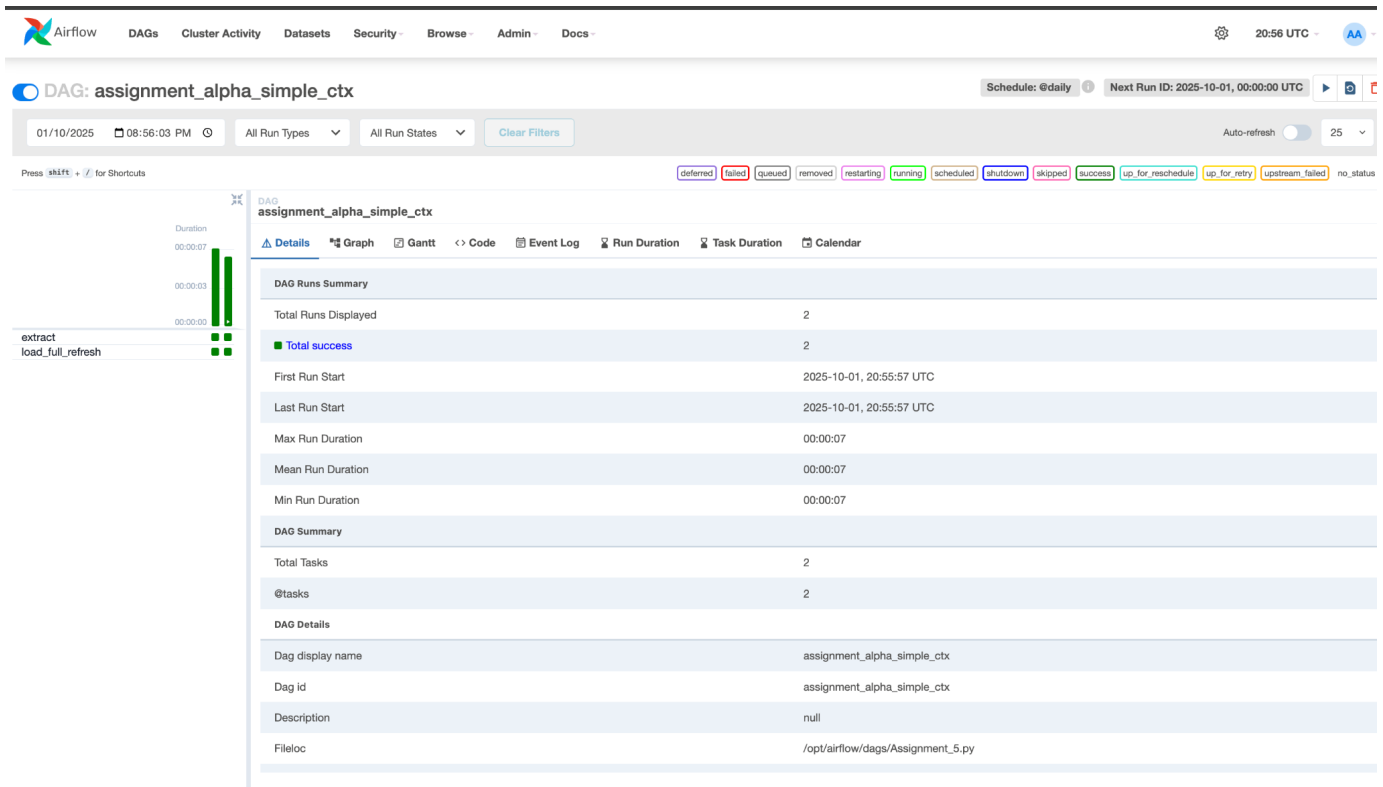 Airflow DAGs Cluster Activity Datasets Security Browse Admin Docs 20:56 UTC AA
DAG: assignment_alpha_simple_ctx Schedule: @daily Next Run ID: 2025-10-01, 00:00:00 UTC
01/10/2025 08:56:03 PM All Run Types All Run States Clear Filters Auto-refresh 25
Press shift + / for Shortcuts deferred failed queued removed restarting running scheduled shutdown skipped success up_for_reschedule up_for_retry upstream_failed no_status
DAG
assignment_alpha_simple_ctx
Duration
00:00:07
00:00:03
00:00:00
extract
load_full_refresh
Details Graph Gantt <> Code Event Log Run Duration Task Duration Calendar
DAG Runs Summary
Total Runs Displayed 2
Total success 2
First Run Start 2025-10-01, 20:55:57 UTC
Last Run Start 2025-10-01, 20:55:57 UTC
Max Run Duration 00:00:07
Mean Run Duration 00:00:07
Min Run Duration 00:00:07
DAG Summary
Total Tasks 2
@tasks 2
DAG Details
Dag display name assignment_alpha_simple_ctx
Dag id assignment_alpha_simple_ctx
Description null
Fileloc /opt/airflow/dags/Assignment_5.py